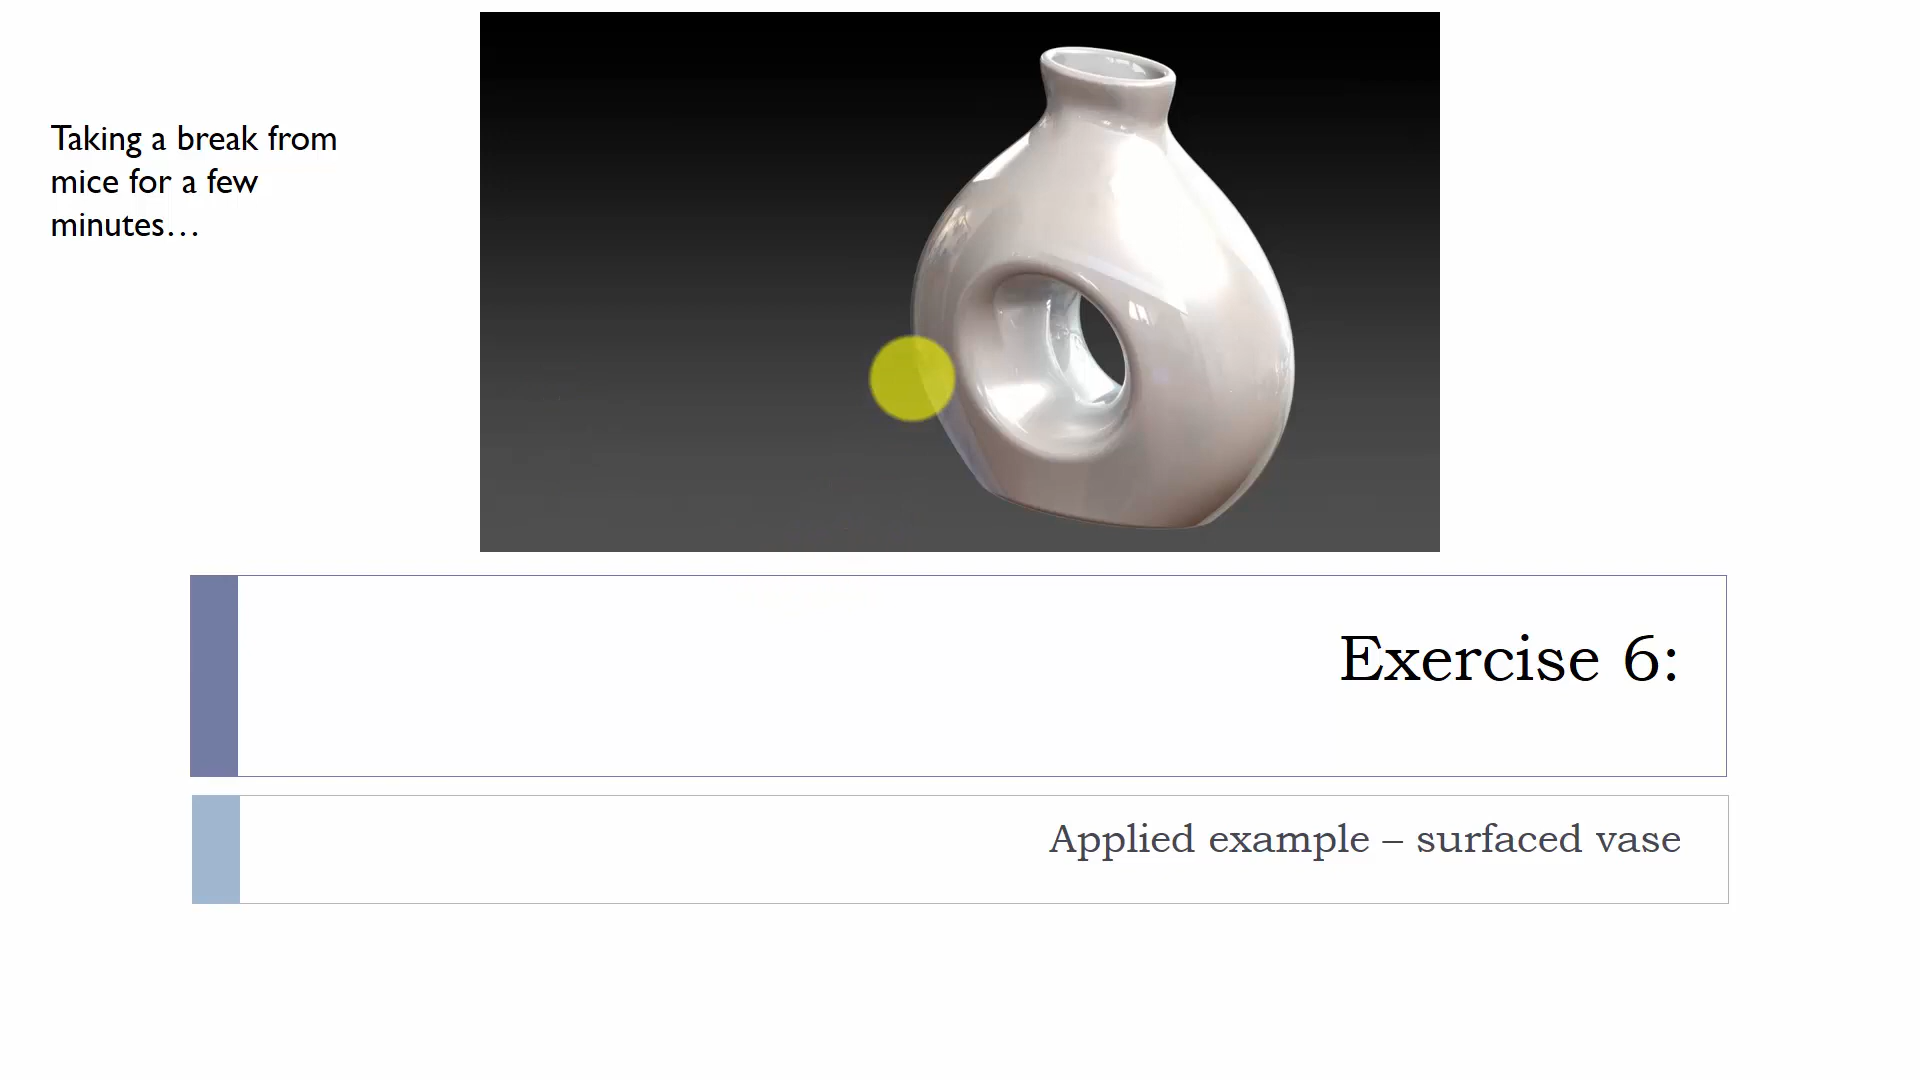 Taking a break from
mice for a few
minutes…
Exercise 6:
Applied example – surfaced vase